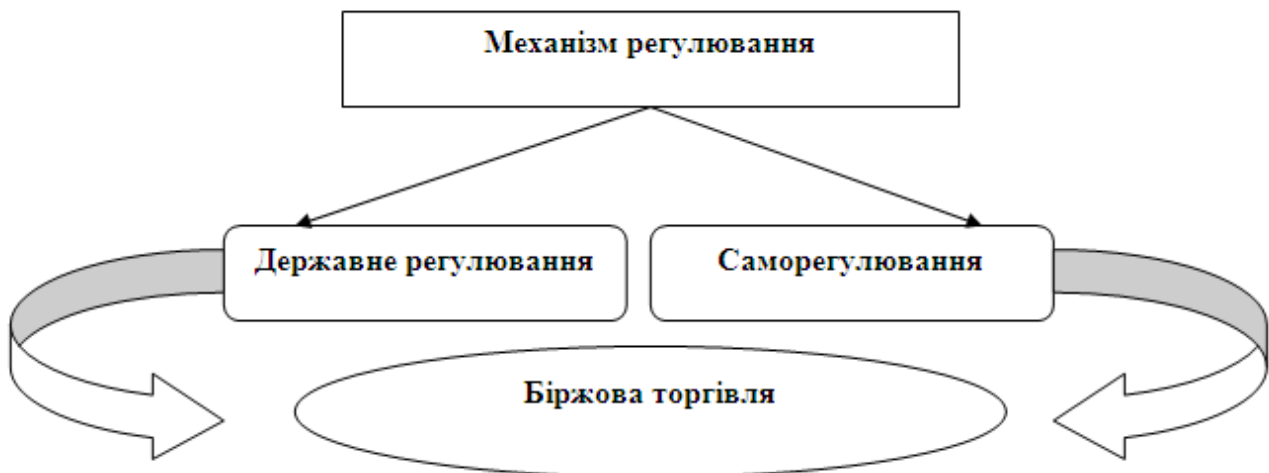 Механізм регулювання
Державне регулювання
Саморегулювання
Біржова торгівля